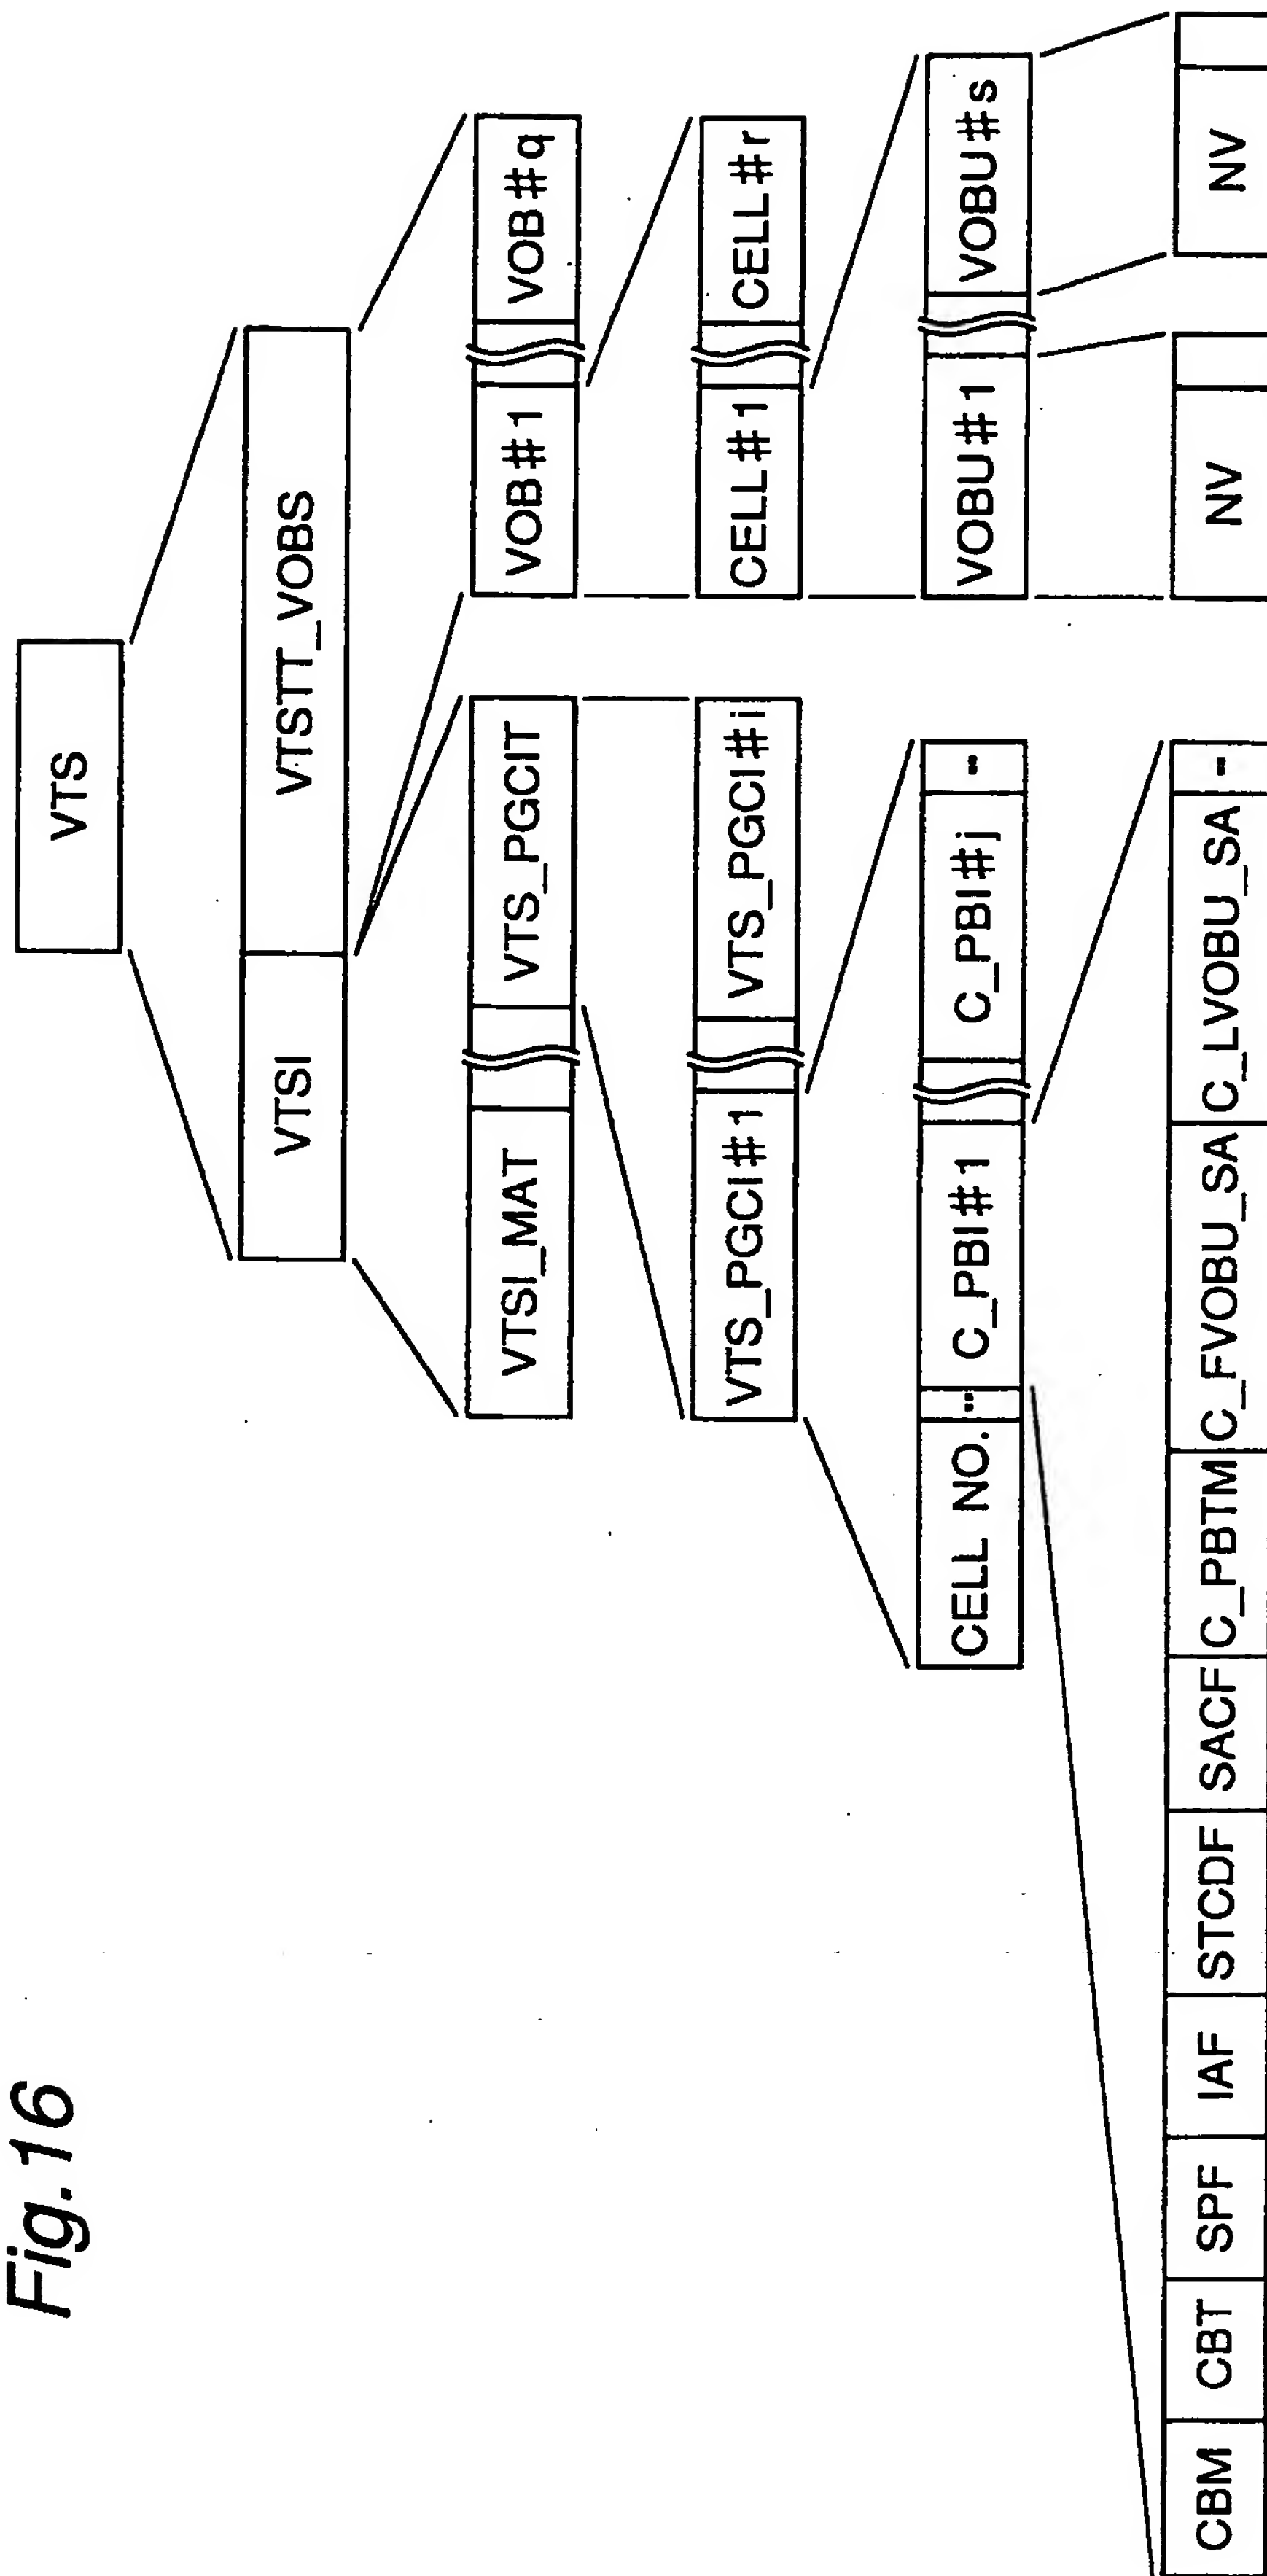 Fig.16
VTS
VTSI VTSTT_VOBS
VTSI_MAT VTS_PGCIT VOB#1 VOB#q
VTS_PGCI#1 VTS_PGCI#i CELL#1 CELL#r
CELL NO. -- C_PBI#1 C_PBI#j -- VOBU#1 VOBU#s
CBM CBT SPF IAF STCDF SACF C_PBTM C_FVOBU_SA C_LVOBU_SA -- NV NV